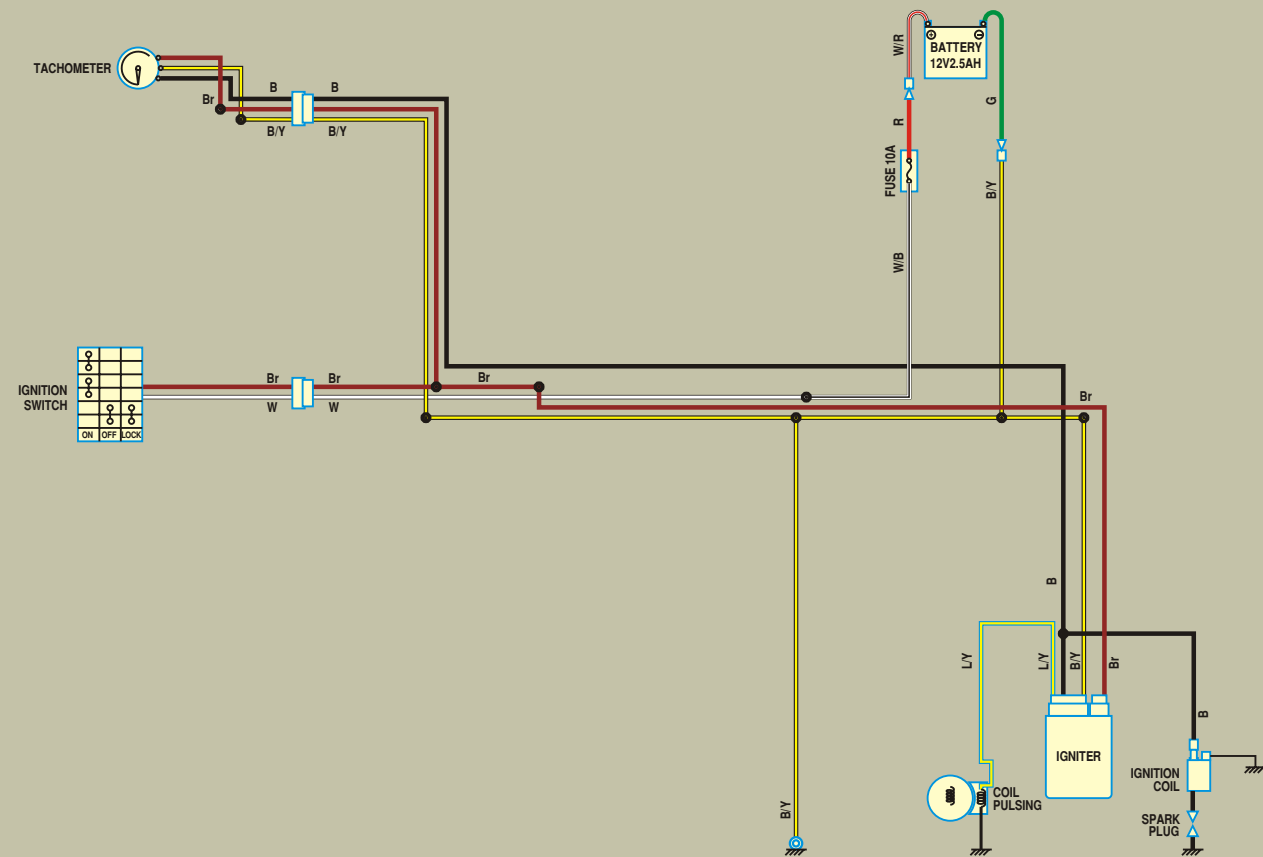 W/R
+
-
BATTERY
12V2.5AH
TACHOMETER
Br
B
B
B/Y
B/Y
R
G
FUSE 10A
B/Y
W/B
IGNITION
SWITCH
Br
Br
Br
Br
W
W
ON
OFF
LOCK
B
L/Y
L/Y
B/Y
Br
B
IGNITER
IGNITION
COIL
COIL
PULSING
B/Y
SPARK
PLUG